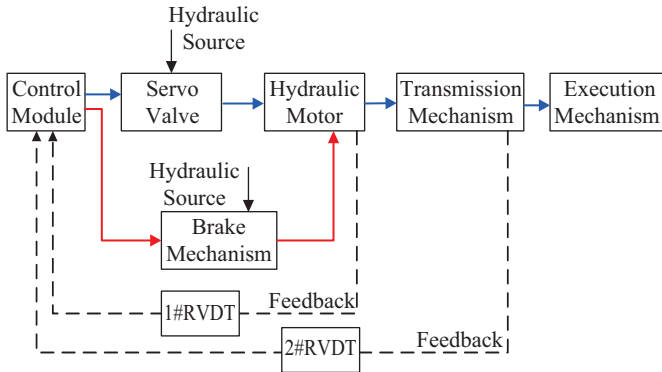 Hydraulic
Source
Control
Module
Servo
Valve
Hydraulic
Motor
Transmission
Mechanism
Execution
Mechanism
Hydraulic
Source
Brake
Mechanism
1#RVDT
Feedback
2#RVDT
Feedback